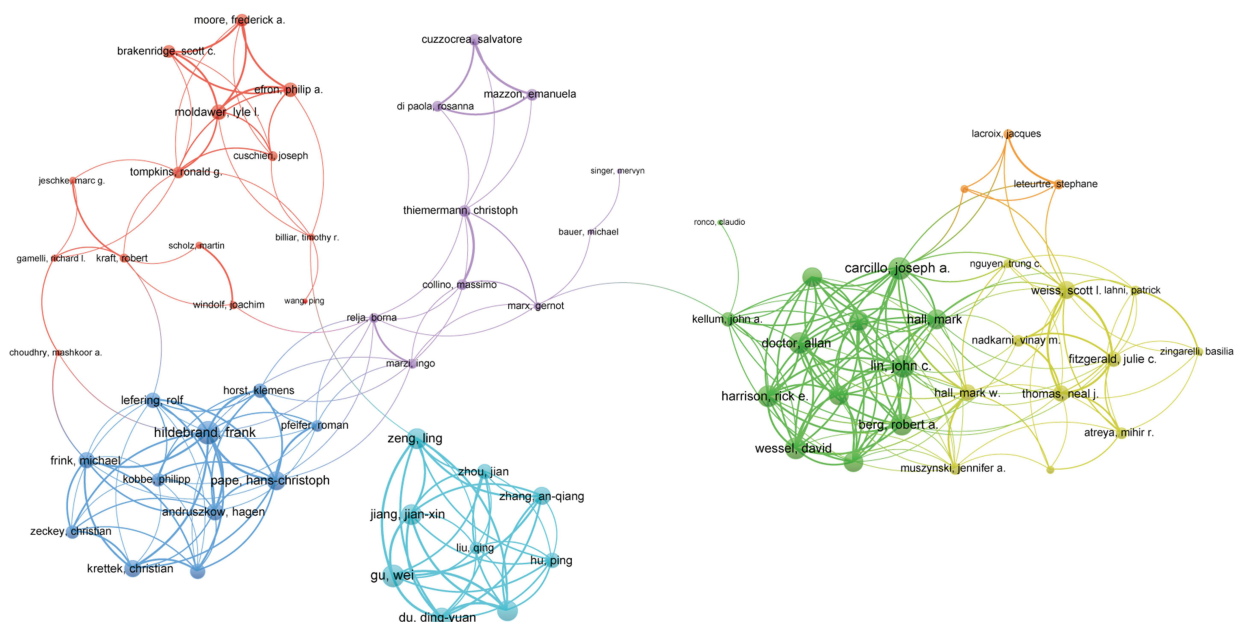 moore, frederick a.
brakenridge, scott c.
efron, philip a.
moldawer, lyle l.
cuschieri, joseph
tompkins, ronald g.
jeschke, marc g.
billiar, timothy r.
scholz, martin
gamelli, richard l.
kraft, robert
windolf, joachim
wang, ping
choudhry, mashkoor a.
cuzzocrea, salvatore
mazzon, emanuela
di paola, rosanna
singer, mervyn
thiemermann, christoph
bauer, michael
collino, massimo
marx, gernot
relja, borna
marzi, ingo
horst, klemens
lefering, rolf
pfeifer, roman
hildebrand, frank
frink, michael
kobbe, philipp
pape, hans-christoph
andruszkow, hagen
zeckey, christian
krettek, christian
zeng, ling
zhou, jian
zhang, an-qiang
jiang, jian-xin
liu, qing
hu, ping
gu, wei
du, ding-yuan
ronco, claudio
carcillo, joseph a.
kellum, john a.
hall, mark
doctor, allan
lin, john c.
harrison, rick e.
berg, robert a.
wessel, david
lacroix, jacques
leteurtre, stephane
nguyen, trung c.
weiss, scott l.
lahni, patrick
nadkarni, vinay m.
fitzgerald, julie c.
zingarelli, basilia
hall, mark w.
thomas, neal j.
atreya, mihir r.
muszynski, jennifer a.